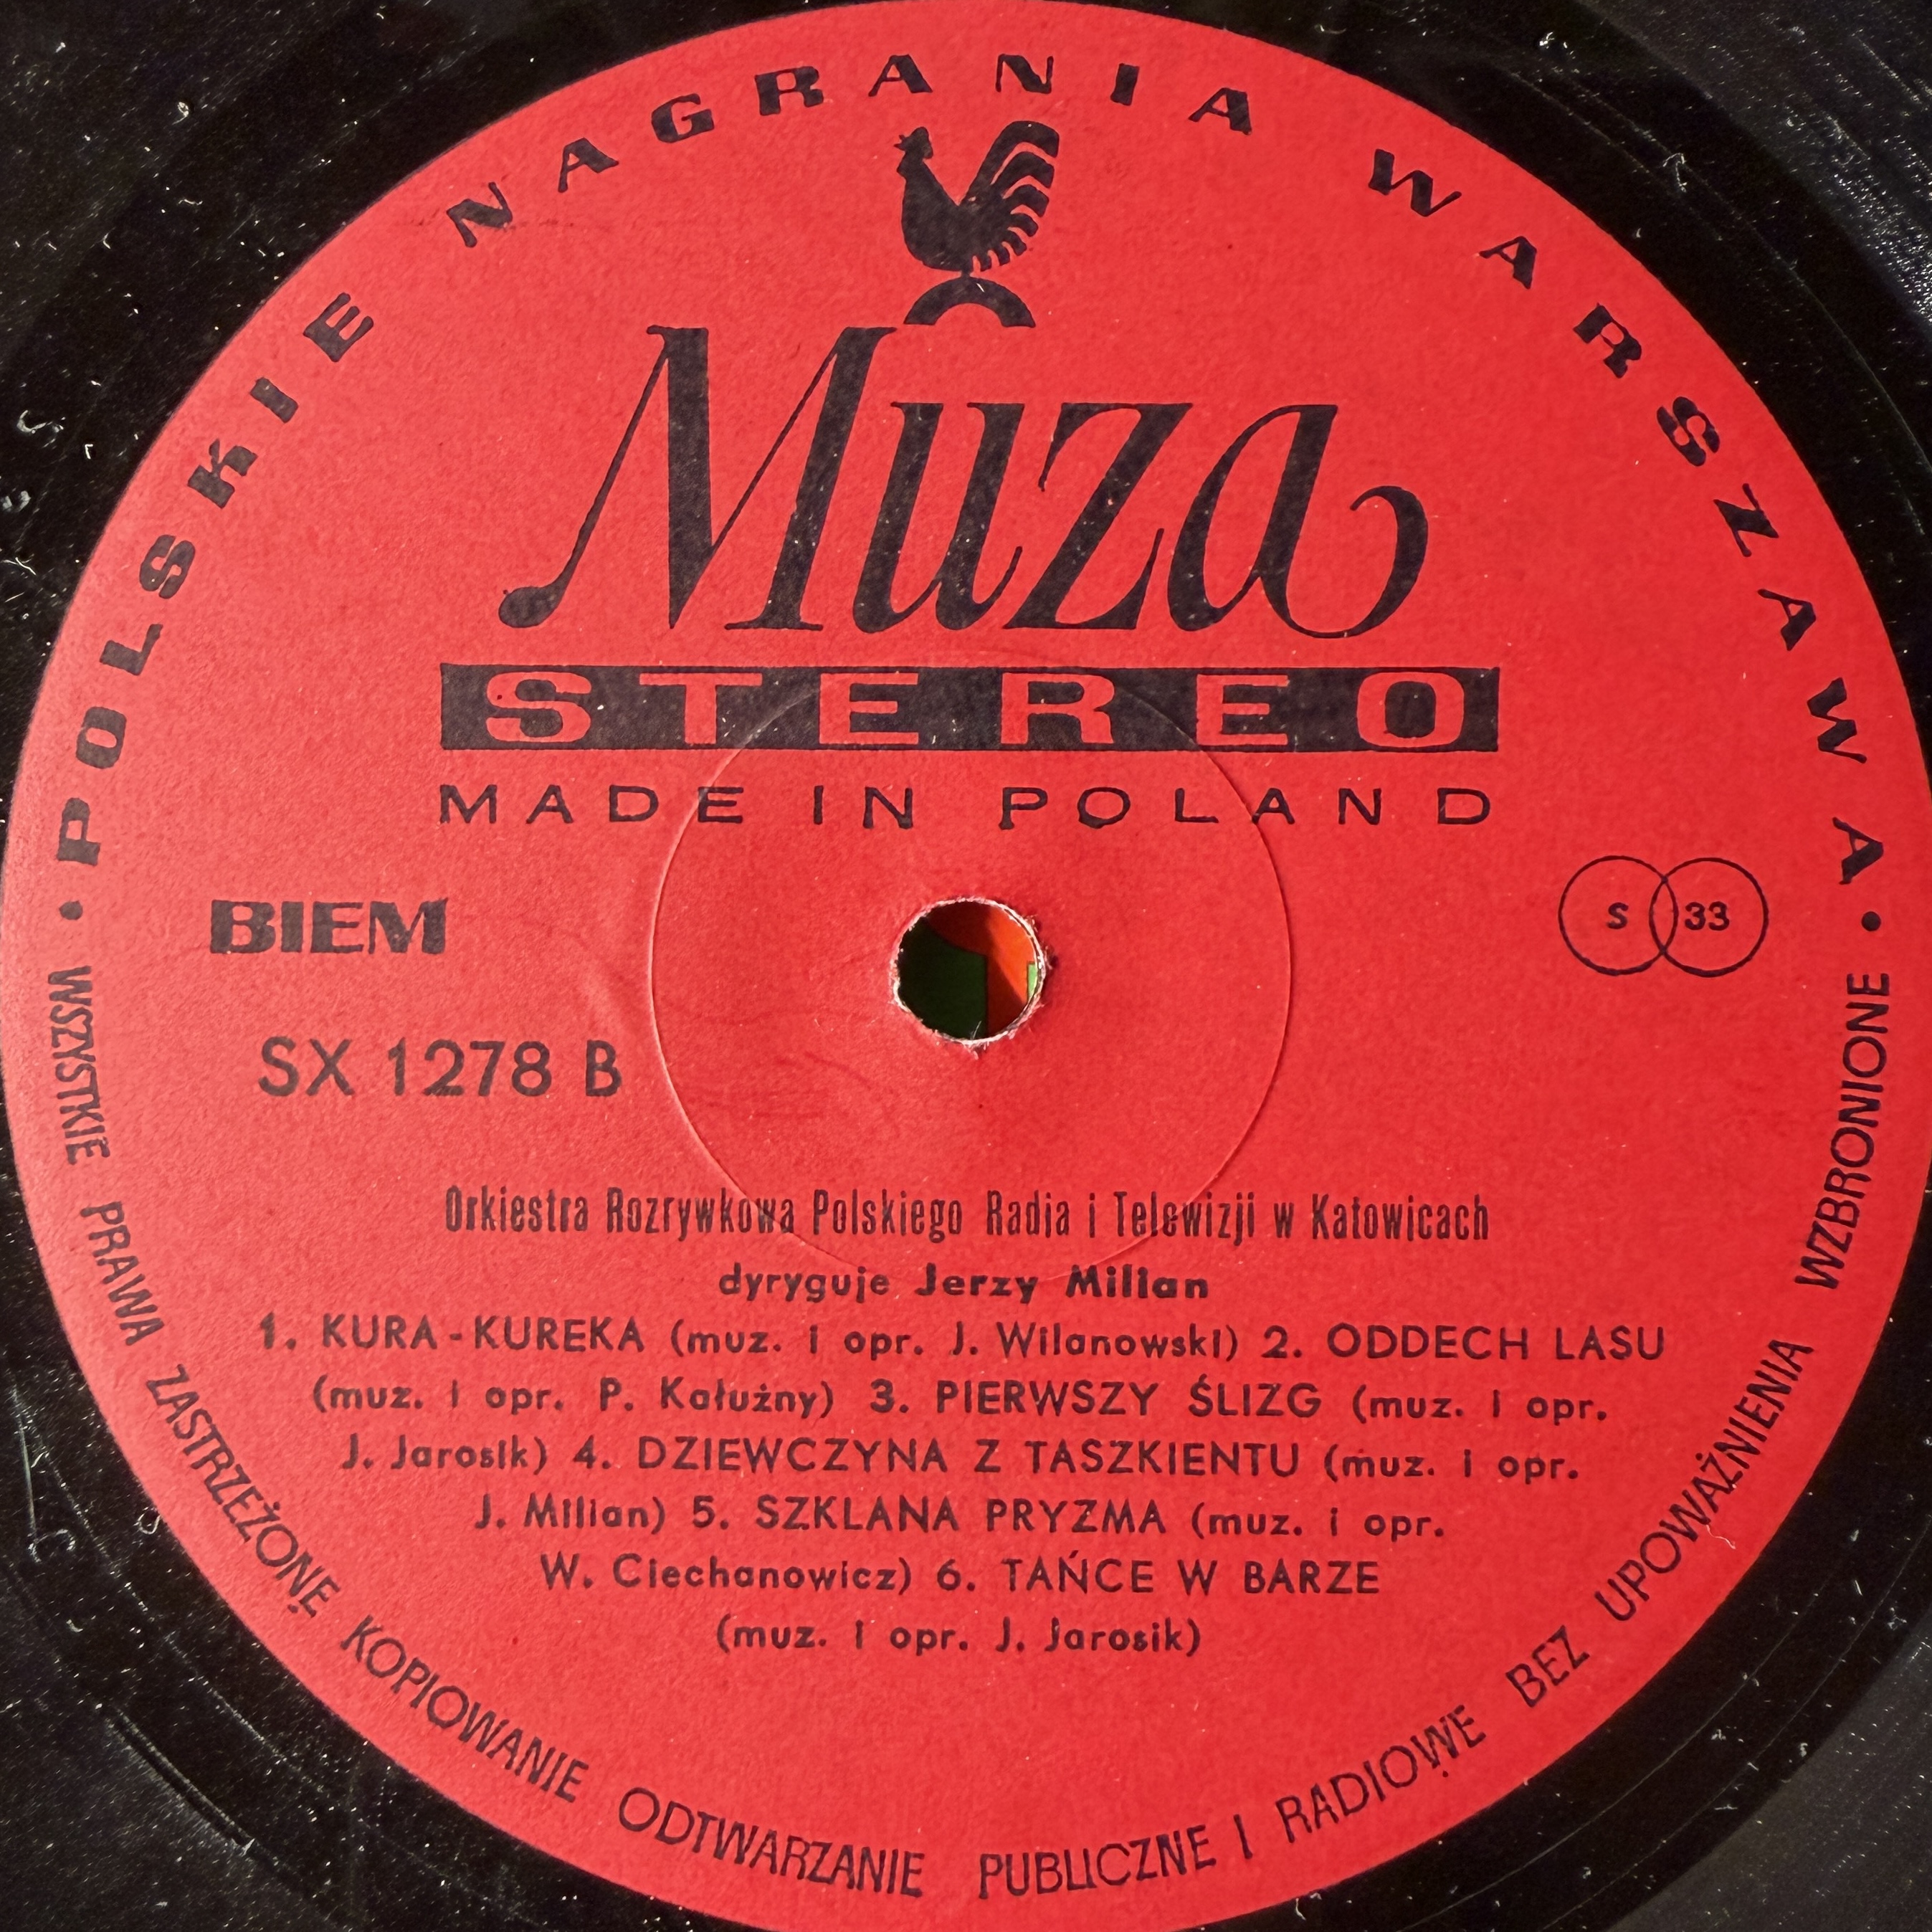 POLSKIE NAGRANIA WARSZAWA
Muza
STEREO
MADE IN POLAND
BIEM
S 33
SX 1278 B
Orkiestra Rozrywkowa Polskiego Radia i Telewizji w Katowicach
dyryguje Jerzy Milian
1. KURA-KUREKA (muz. i opr. J. Wilanowski) 2. ODDECH LASU
(muz. i opr. P. Kałużny) 3. PIERWSZY ŚLIZG (muz. i opr.
J. Jarosik) 4. DZIEWCZYNA Z TASZKIENTU (muz. i opr.
J. Milian) 5. SZKLANA PRYZMA (muz. i opr.
W. Ciechanowicz) 6. TAŃCE W BARZE
(muz. i opr. J. Jarosik)
• WSZYSTKIE PRAWA ZASTRZEŻONE KOPIOWANIE ODTWARZANIE PUBLICZNE I RADIOWE BEZ UPOWAŻNIENIA WZBRONIONE •